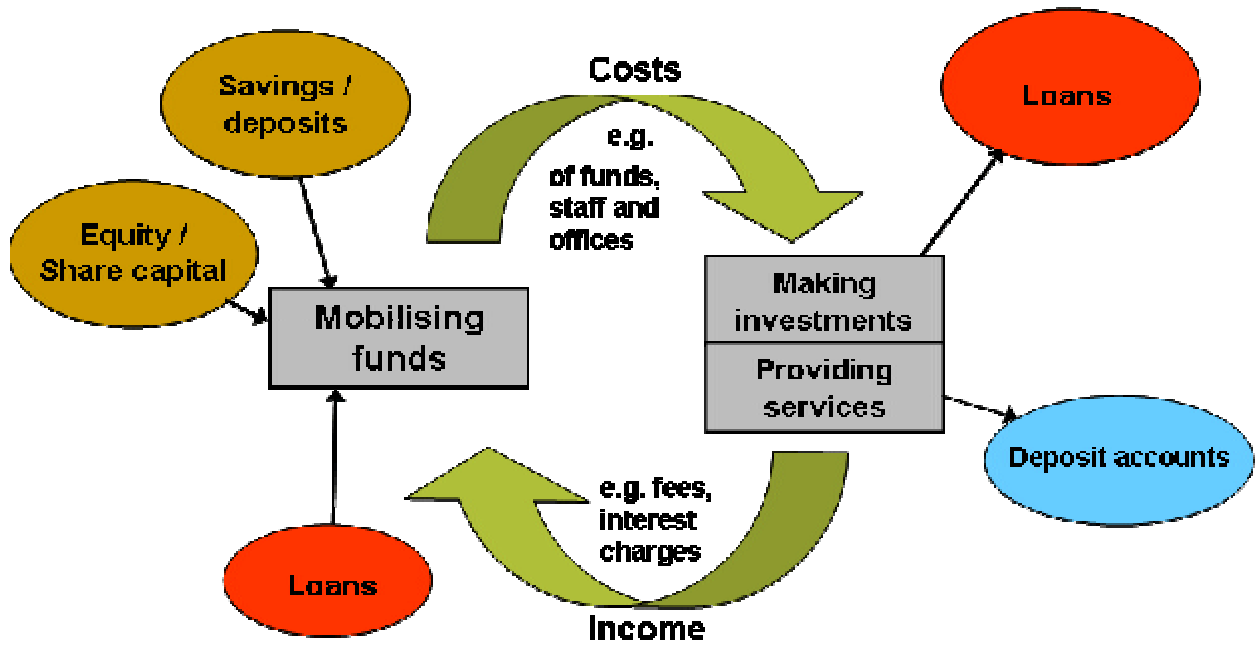 Costs
Savings /
deposits
Loans
e.g.
of funds,
staff and
offices
Equity /
Share capital
Mobilising
funds
Making
investments
Providing
services
Deposit accounts
e.g. fees,
interest
charges
Loans
Income